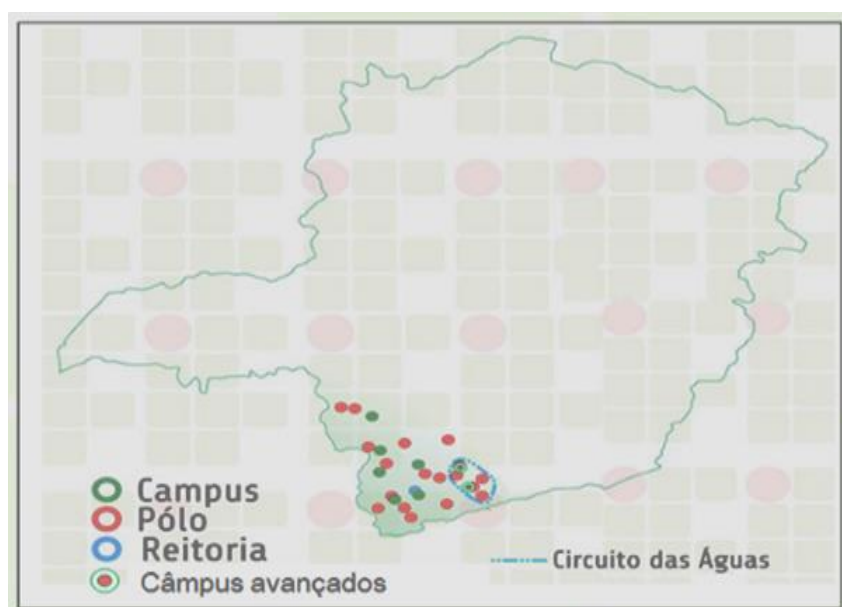 Campus
Pólo
Reitoria
Câmpus avançados
Circuito das Águas